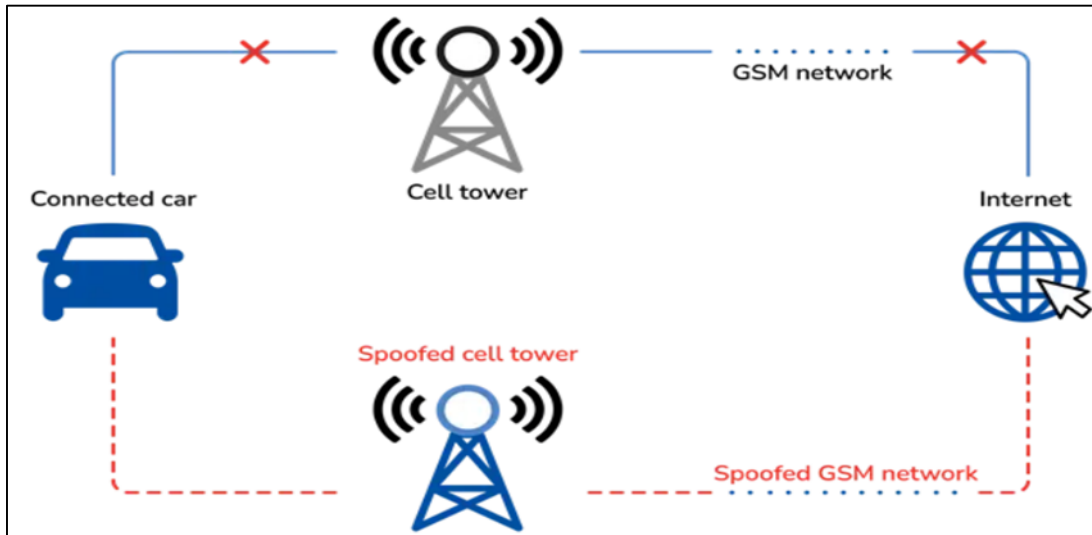 GSM network
Cell tower
Connected car
Internet
Spoofed cell tower
Spoofed GSM network